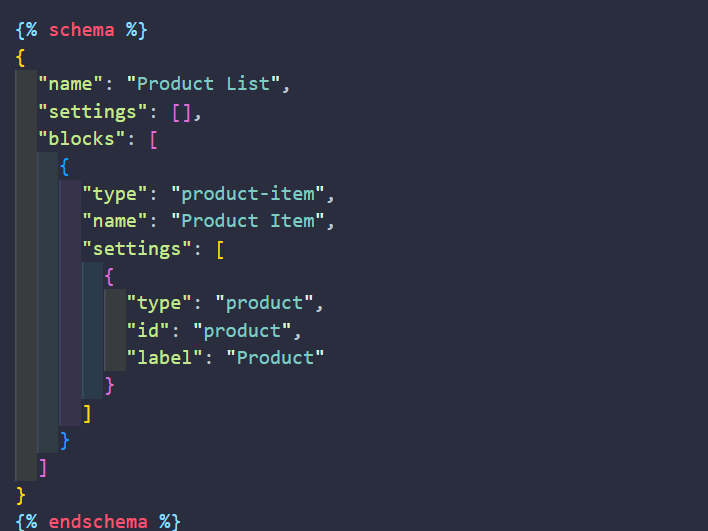 {% schema %}
{
"name": "Product List",
"settings": [],
"blocks": [
{
"type": "product-item",
"name": "Product Item",
"settings": [
{
"type": "product",
"id": "product",
"label": "Product"
}
]
}
]
}
{% endschema %}